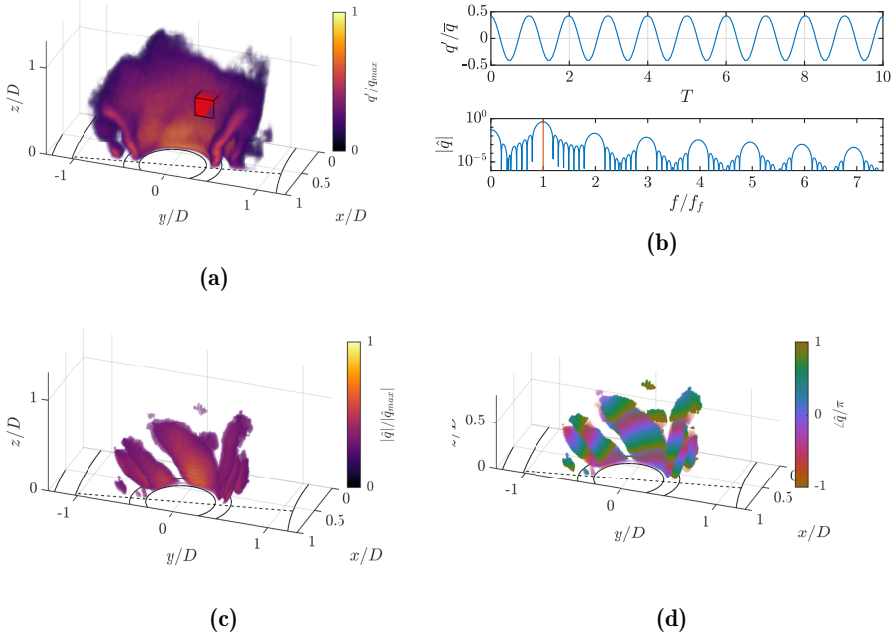 1
z/D
0
-1
0
y/D
1
1
0.5
0
x/D
1
0
q'/q_max
(a)
0.5
0
-0.5
q'/q̅
0 2 4 6 8 10
T
10^0
10^-5
|q̂|
0 1 2 3 4 5 6 7
f/f_f
(b)
1
z/D
0
-1
0
y/D
1
1
0.5
0
x/D
1
0
|q̂|/|q̂_max|
(c)
0.5
0
-1
0
y/D
1
1
0.5
x/D
1
0
-1
∠q̂/π
(d)